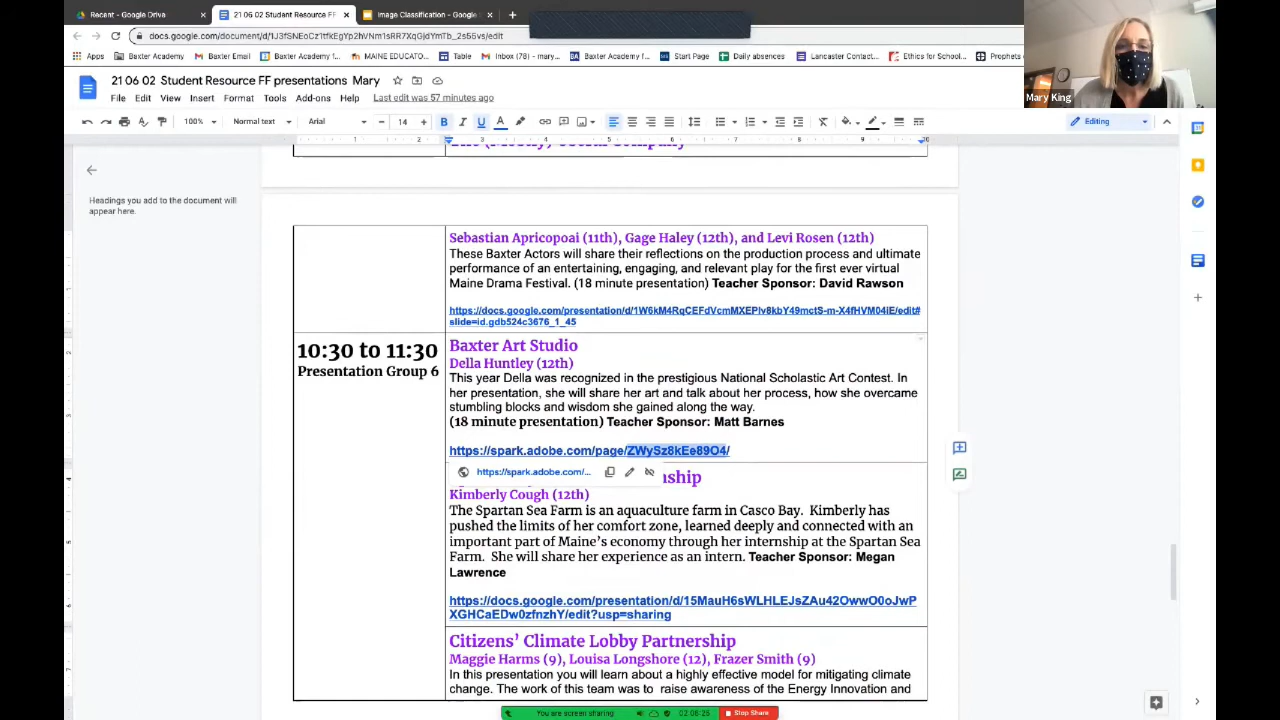 Recent - Google Drive
21 06 02 Student Resource FF
Image Classification - Google
docs.google.com/document/d/
Apps
Baxter Academy
Baxter Email
Baxter Academy f...
MAINE EDUCATO...
Team
Inbox (78) - mary...
Baxter Academy fo...
Start Page
Daily absences
Lancaster Contact...
Ethics for School...
Prophets
21 06 02 Student Resource FF presentations Mary
File Edit View Insert Format Tools Add-ons Help Last edit was 57 minutes ago
100% Normal text Arial 14 Editing
Mary King
Headings you add to the document will
appear here.
Sebastian Apricopoai (11th), Gage Haley (12th), and Levi Rosen (12th)
These Baxter Actors will share their reflections on the production process and ultimate
performance of an entertaining, engaging, and relevant play for the first ever virtual
Maine Drama Festival. (18 minute presentation) Teacher Sponsor: David Rawson
https://docs.google.com/presentation/d/1W6kM4RqCEFdVcmMXEPlv8kbY49mctS-m-X4fHVM04iE/edit#
slide=id.gdb524c3676_1_45
10:30 to 11:30
Presentation Group 6
Baxter Art Studio
Della Huntley (12th)
This year Della was recognized in the prestigious National Scholastic Art Contest. In
her presentation, she will share her art and talk about her process, how she overcame
stumbling blocks and wisdom she gained along the way.
(18 minute presentation) Teacher Sponsor: Matt Barnes
https://spark.adobe.com/page/ZWySz8kEe89O4/
https://spark.adobe.com/...
nship
Kimberly Cough (12th)
The Spartan Sea Farm is an aquaculture farm in Casco Bay. Kimberly has
pushed the limits of her comfort zone, learned deeply and connected with an
important part of Maine's economy through her internship at the Spartan Sea
Farm. She will share her experience as an intern. Teacher Sponsor: Megan
Lawrence
https://docs.google.com/presentation/d/15MauH6sWLHLEJsZAu42OwwO0oJwP
XGHCaEDw0zfnzhY/edit?usp=sharing
Citizens' Climate Lobby Partnership
Maggie Harms (9), Louisa Longshore (12), Frazer Smith (9)
In this presentation you will learn about a highly effective model for mitigating climate
change. The work of this team was to raise awareness of the Energy Innovation and
You are screen sharing 02:08:25 Stop Share